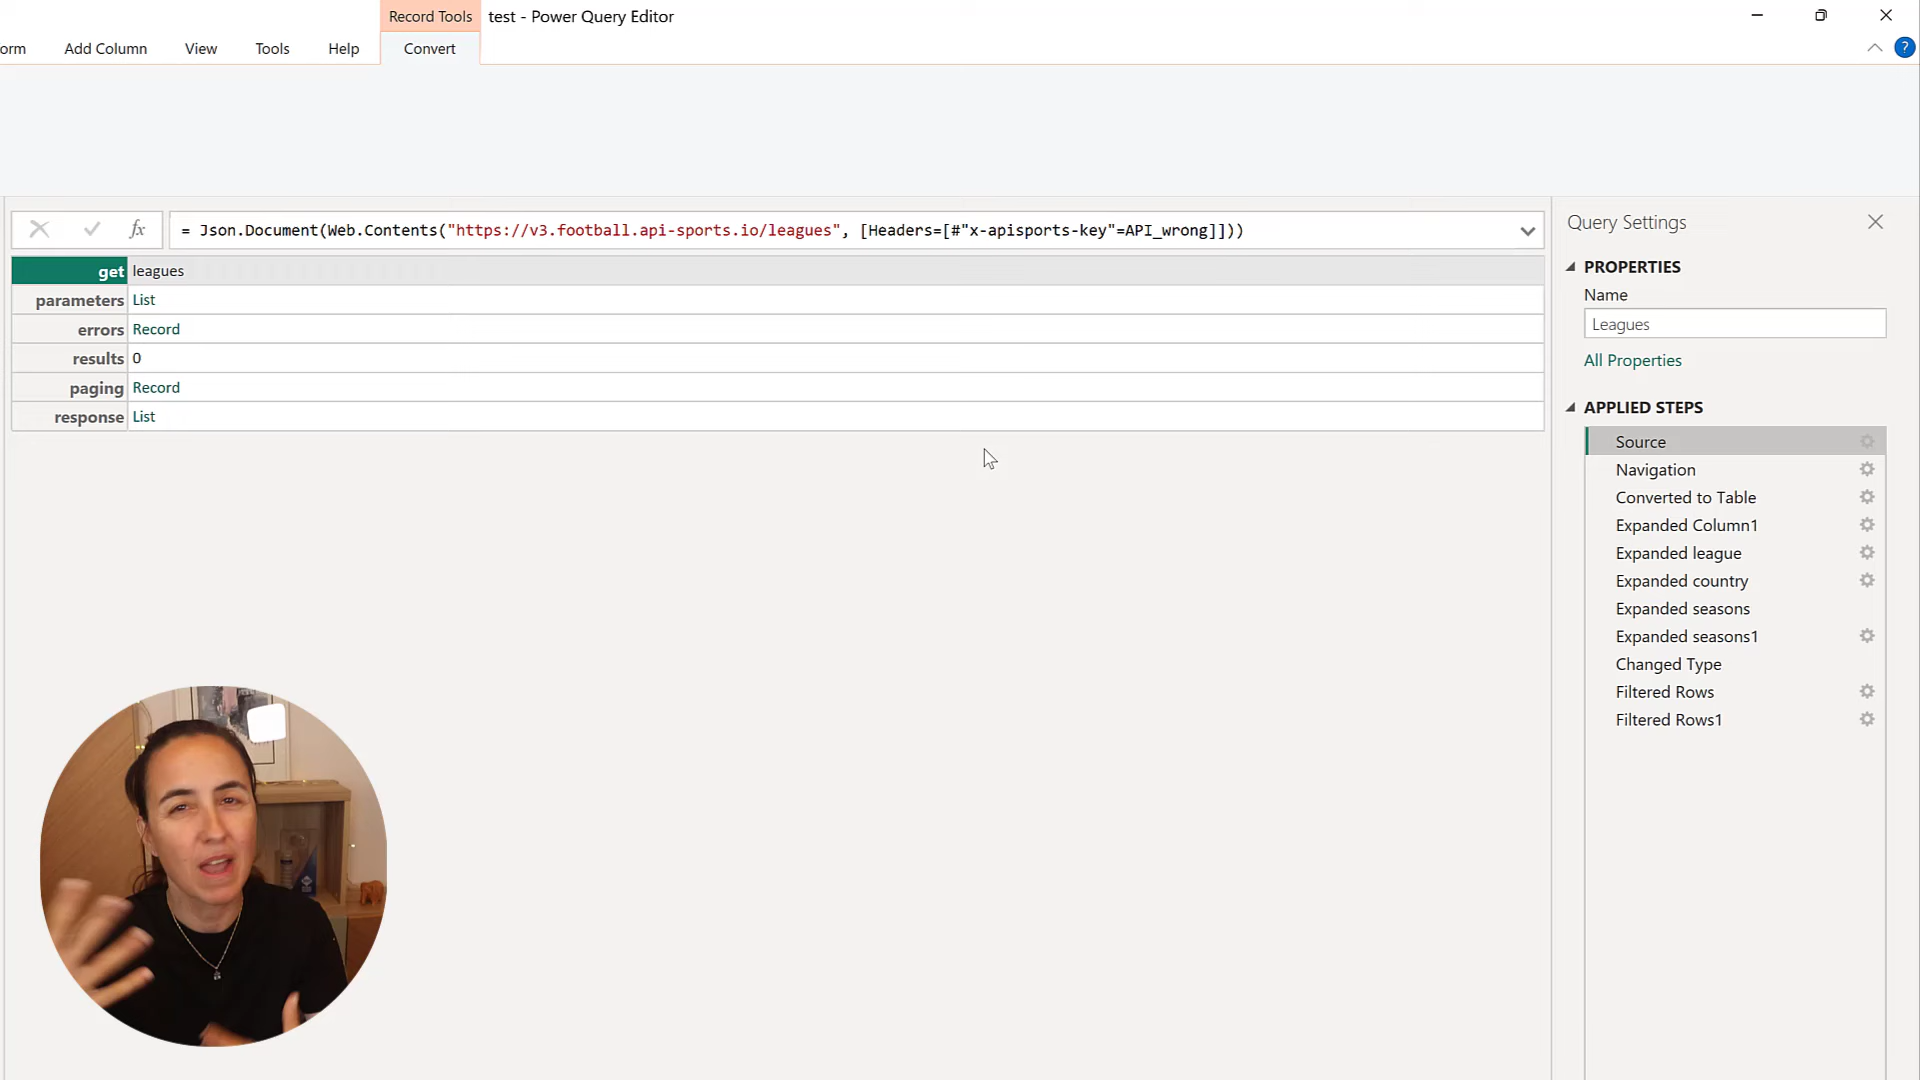 Record Tools
test - Power Query Editor
orm
Add Column
View
Tools
Help
Convert
?
fx
= Json.Document(Web.Contents("https://v3.football.api-sports.io/leagues", [Headers=[#"x-apisports-key"=API_wrong]]))
get leagues
parameters List
errors Record
results 0
paging Record
response List
Query Settings
PROPERTIES
Name
Leagues
All Properties
APPLIED STEPS
Source
Navigation
Converted to Table
Expanded Column1
Expanded league
Expanded country
Expanded seasons
Expanded seasons1
Changed Type
Filtered Rows
Filtered Rows1